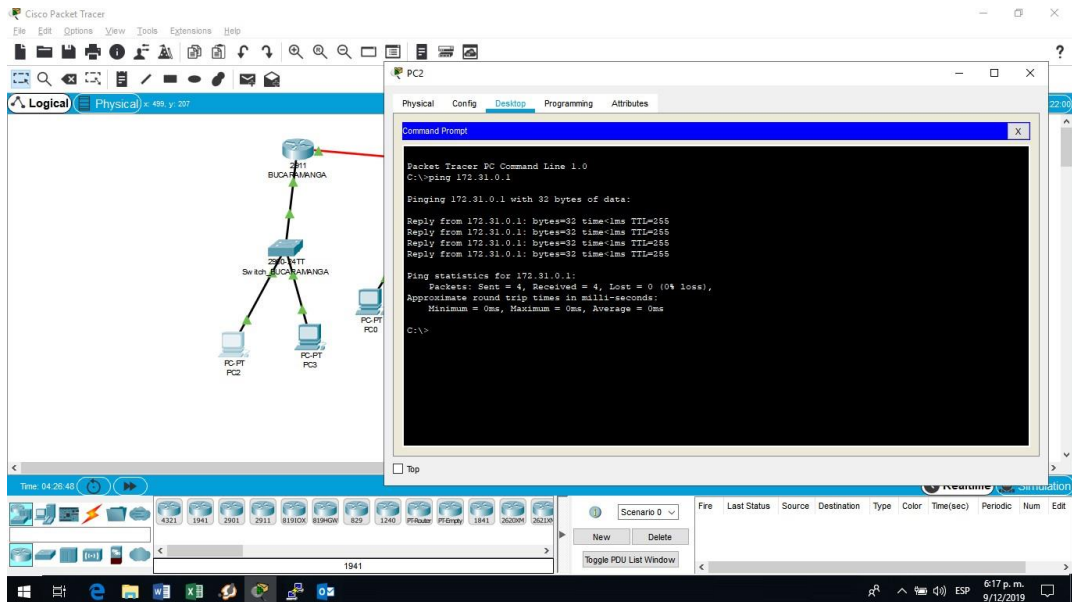 Cisco Packet Tracer
File Edit Options View Tools Extensions Help
?
Logical Physical x: 499, y: 207
22:00
2911
BUCARAMANGA
2960-24TT
Switch_BUCARAMANGA
PC-PT
PC2
PC-PT
PC3
PC-PT
PC0
PC2
Physical Config Desktop Programming Attributes
Command Prompt X
Packet Tracer PC Command Line 1.0
C:\>ping 172.31.0.1
Pinging 172.31.0.1 with 32 bytes of data:
Reply from 172.31.0.1: bytes=32 time<1ms TTL=255
Reply from 172.31.0.1: bytes=32 time<1ms TTL=255
Reply from 172.31.0.1: bytes=32 time<1ms TTL=255
Reply from 172.31.0.1: bytes=32 time<1ms TTL=255
Ping statistics for 172.31.0.1:
Packets: Sent = 4, Received = 4, Lost = 0 (0% loss),
Approximate round trip times in milli-seconds:
Minimum = 0ms, Maximum = 0ms, Average = 0ms
C:\>
Top
Time: 04:26:48 Realtime Simulation
4321 1941 2901 2911 819IOX 819HGW 829 1240 PT-Router PT-Empty 1841 2620XM 2621XM
1941
Scenario 0
New Delete
Toggle PDU List Window
Fire Last Status Source Destination Type Color Time(sec) Periodic Num Edit
ESP
6:17 p. m.
9/12/2019